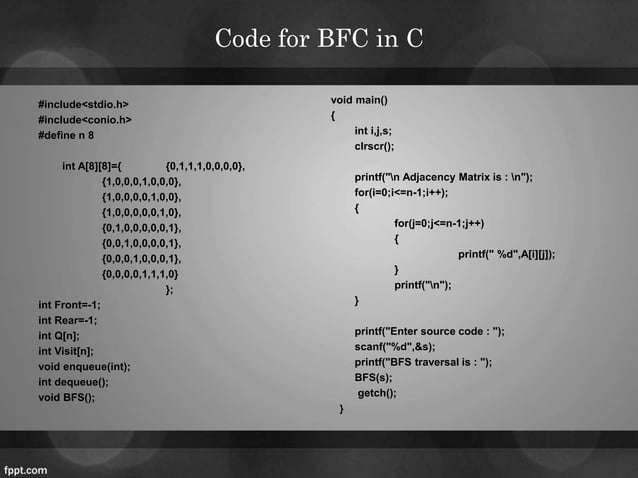 Code for BFC in C
#include<stdio.h>
#include<conio.h>
#define n 8
int A[8][8]={ {0,1,1,1,0,0,0,0},
{1,0,0,0,1,0,0,0},
{1,0,0,0,0,1,0,0},
{1,0,0,0,0,0,1,0},
{0,1,0,0,0,0,0,1},
{0,0,1,0,0,0,0,1},
{0,0,0,1,0,0,0,1},
{0,0,0,0,1,1,1,0}
};
int Front=-1;
int Rear=-1;
int Q[n];
int Visit[n];
void enqueue(int);
int dequeue();
void BFS();
void main()
{
int i,j,s;
clrscr();
printf("\n Adjacency Matrix is : \n");
for(i=0;i<=n-1;i++);
{
for(j=0;j<=n-1;j++)
{
printf(" %d",A[i][j]);
}
printf("\n");
}
printf("Enter source code : ");
scanf("%d",&s);
printf("BFS traversal is : ");
BFS(s);
getch();
}
fppt.com